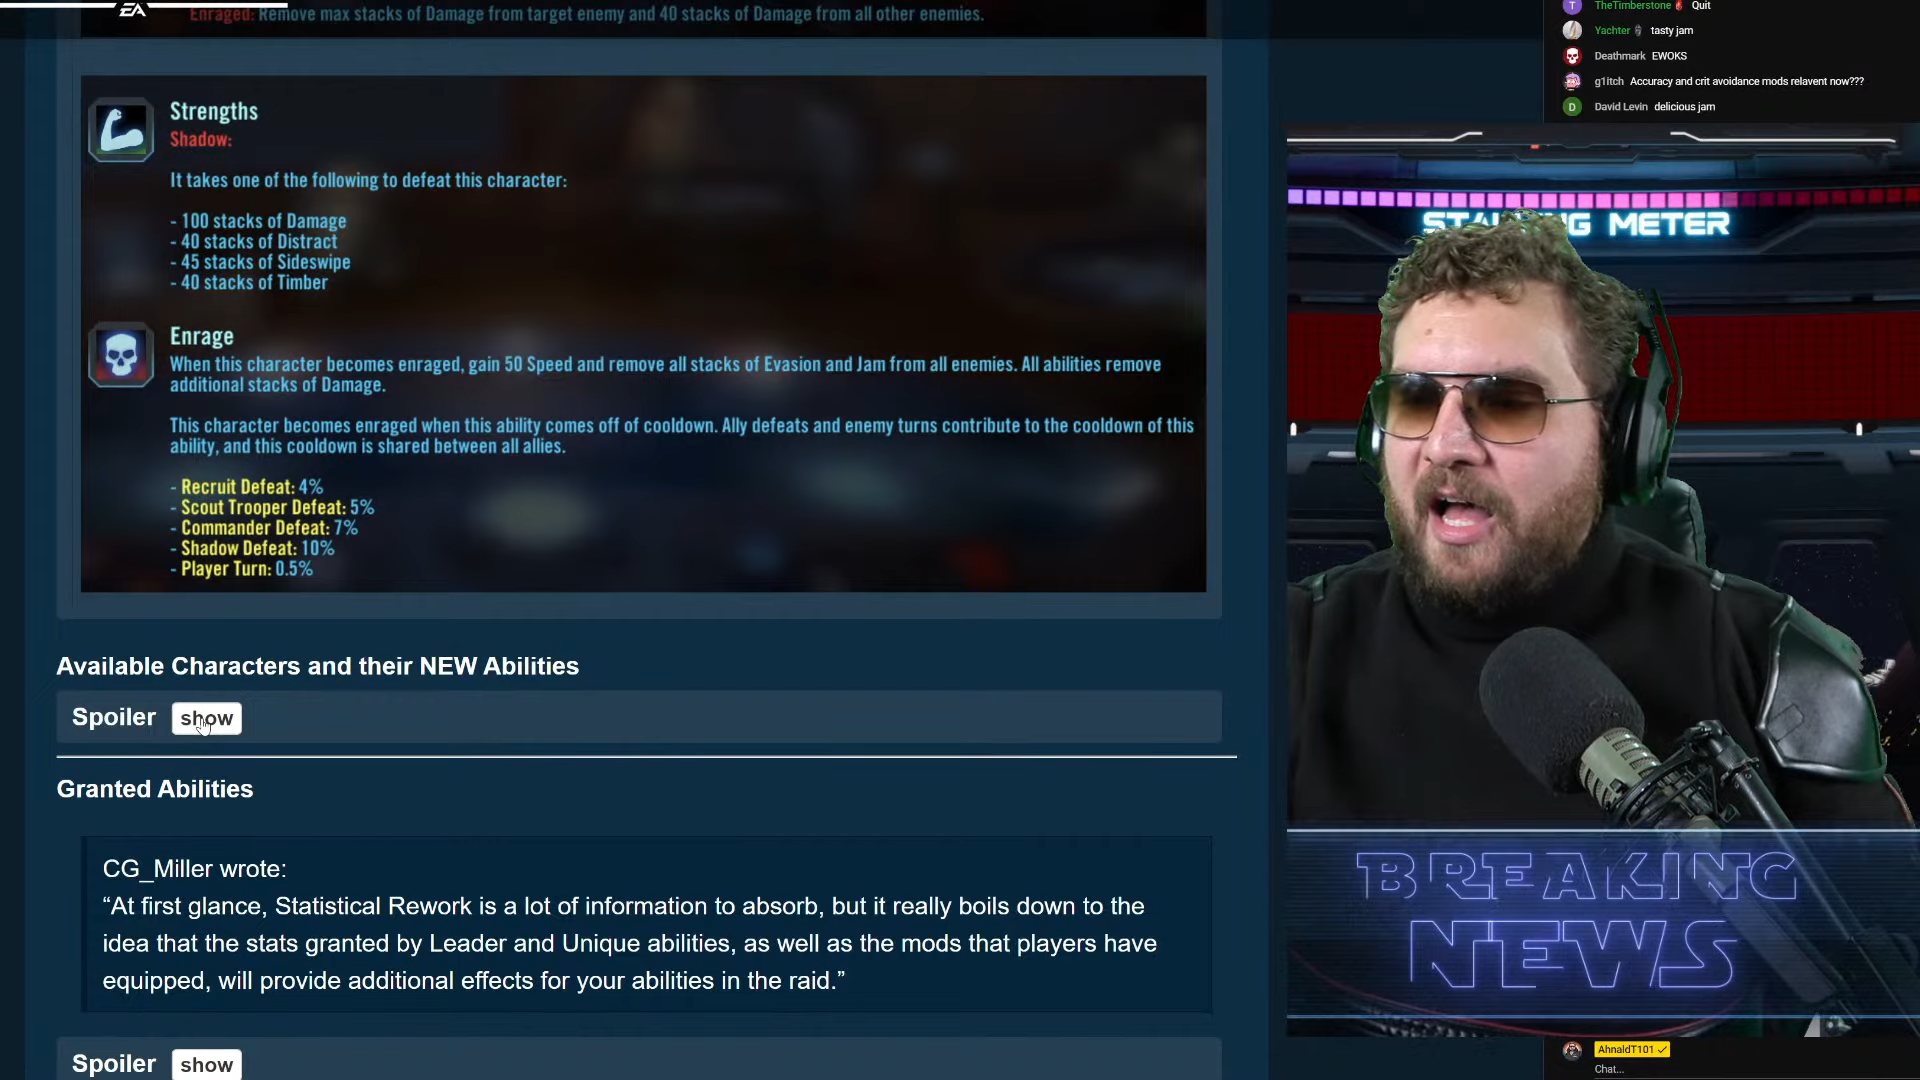 EA
Enraged: Remove max stacks of Damage from target enemy and 40 stacks of Damage from all other enemies.
Strengths
Shadow:
It takes one of the following to defeat this character:
- 100 stacks of Damage
- 40 stacks of Distract
- 45 stacks of Sideswipe
- 40 stacks of Timber
Enrage
When this character becomes enraged, gain 50 Speed and remove all stacks of Evasion and Jam from all enemies. All abilities remove
additional stacks of Damage.
This character becomes enraged when this ability comes off of cooldown. Ally defeats and enemy turns contribute to the cooldown of this
ability, and this cooldown is shared between all allies.
- Recruit Defeat: 4%
- Scout Trooper Defeat: 5%
- Commander Defeat: 7%
- Shadow Defeat: 10%
- Player Turn: 0.5%
Available Characters and their NEW Abilities
Spoiler show
Granted Abilities
CG_Miller wrote:
“At first glance, Statistical Rework is a lot of information to absorb, but it really boils down to the
idea that the stats granted by Leader and Unique abilities, as well as the mods that players have
equipped, will provide additional effects for your abilities in the raid.”
Spoiler show
T TheTimberstone Quit
Yachter tasty jam
Deathmark EWOKS
g1itch Accuracy and crit avoidance mods relavent now???
D David Levin delicious jam
METER
BREAKING
NEWS
AhnaldT101
Chat...